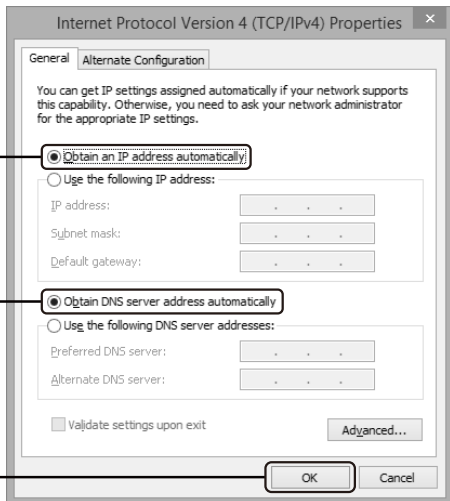 Internet Protocol Version 4 (TCP/IPv4) Properties
General Alternate Configuration
You can get IP settings assigned automatically if your network supports
this capability. Otherwise, you need to ask your network administrator
for the appropriate IP settings.
Obtain an IP address automatically
Use the following IP address:
IP address:
Subnet mask:
Default gateway:
Obtain DNS server address automatically
Use the following DNS server addresses:
Preferred DNS server:
Alternate DNS server:
Validate settings upon exit
Advanced...
OK Cancel